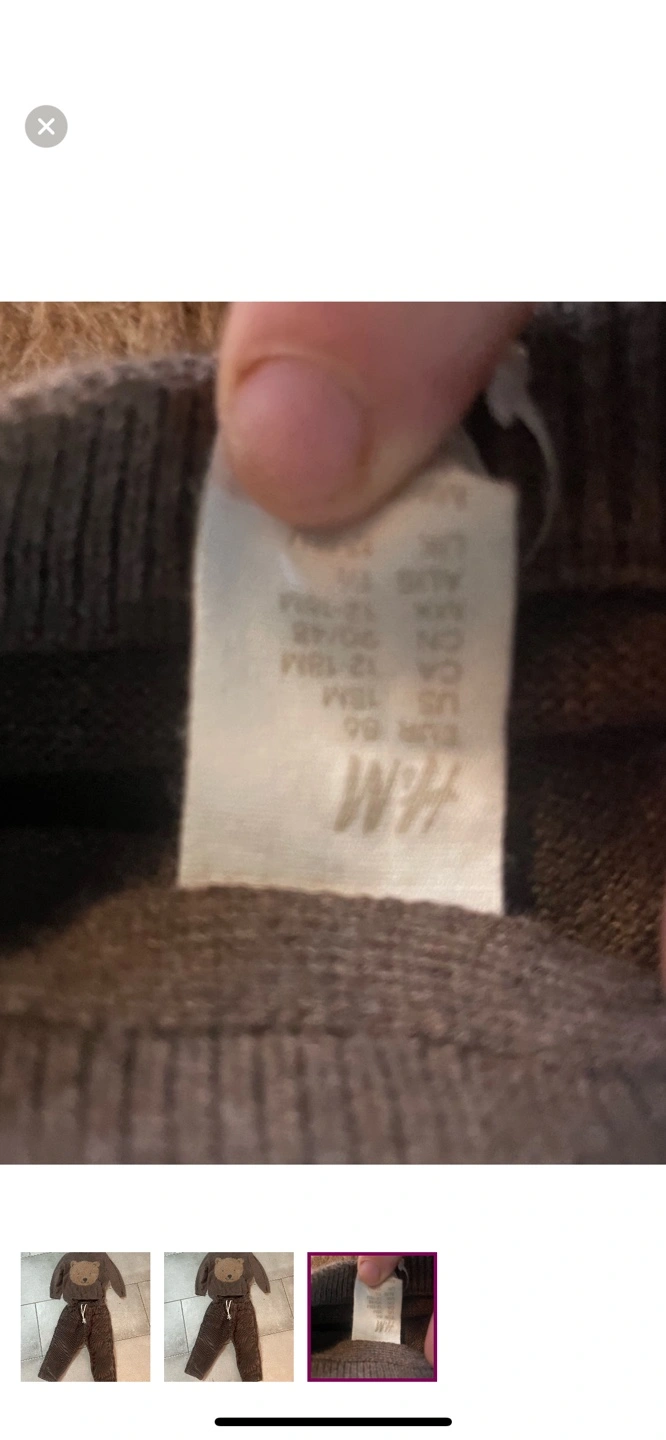 H&M
EUR 86
US 18M
CA 12-18M
CN 90/48
MX 12-18M
AUS
UK